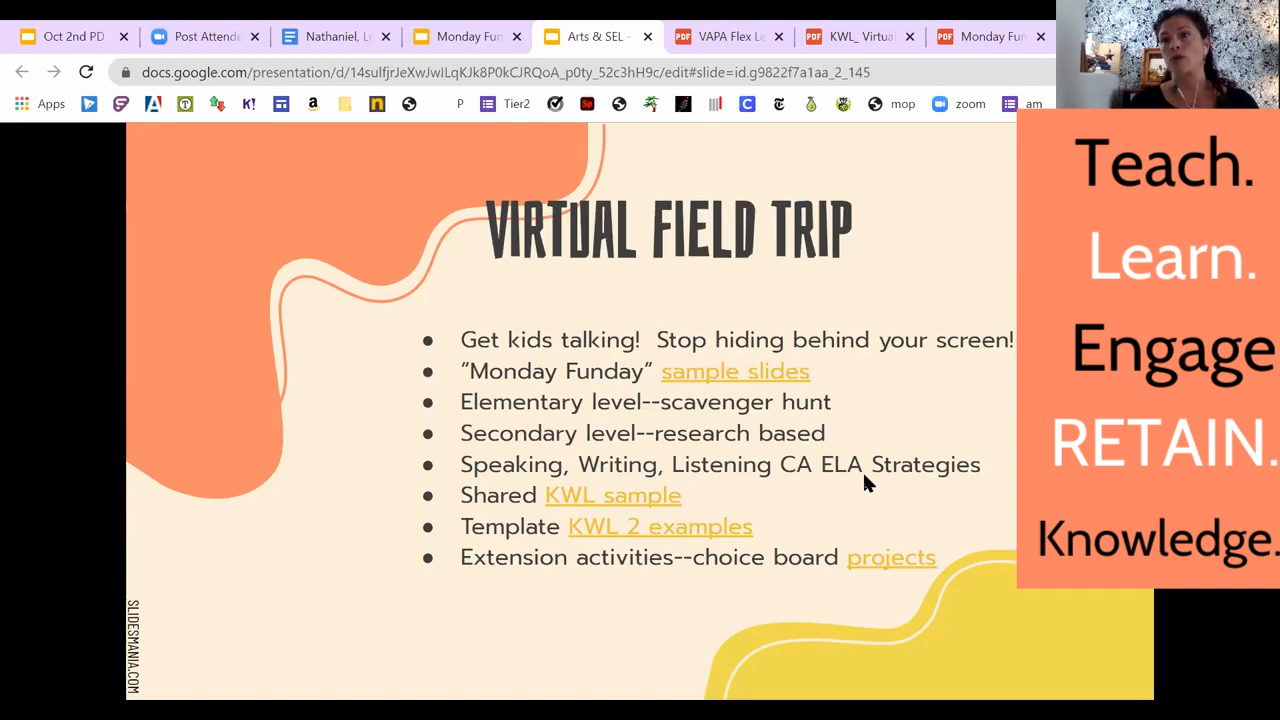 Oct 2nd PD
Post Attende
Nathaniel, Le
Monday Fun
Arts & SEL -
VAPA Flex Le
KWL_ Virtua
Monday Fun
docs.google.com/presentation/d/14sulfjrJeXwJwILqKJk8P0kCJRQoA_p0ty_52c3hH9c/edit#slide=id.g9822f7a1aa_2_145
Apps
P
Tier2
mop
zoom
am
VIRTUAL FIELD TRIP
● Get kids talking! Stop hiding behind your screen!
● “Monday Funday” sample slides
● Elementary level--scavenger hunt
● Secondary level--research based
● Speaking, Writing, Listening CA ELA Strategies
● Shared KWL sample
● Template KWL 2 examples
● Extension activities--choice board projects
SLIDESMANIA.COM
Teach.
Learn.
Engage
RETAIN.
Knowledge.